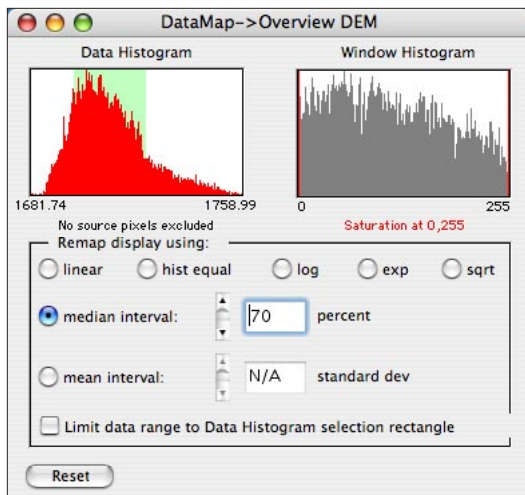 DataMap->Overview DEM
Data Histogram
Window Histogram
1681.74
1758.99
0
255
No source pixels excluded
Saturation at 0,255
Remap display using:
linear
hist equal
log
exp
sqrt
median interval:
70
percent
mean interval:
N/A
standard dev
Limit data range to Data Histogram selection rectangle
Reset